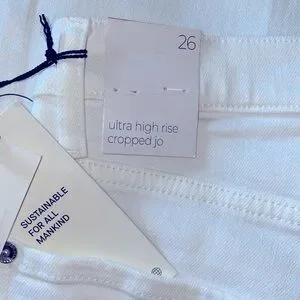 26
ultra high rise
cropped jo
SUSTAINABLE
FOR ALL
MANKIND